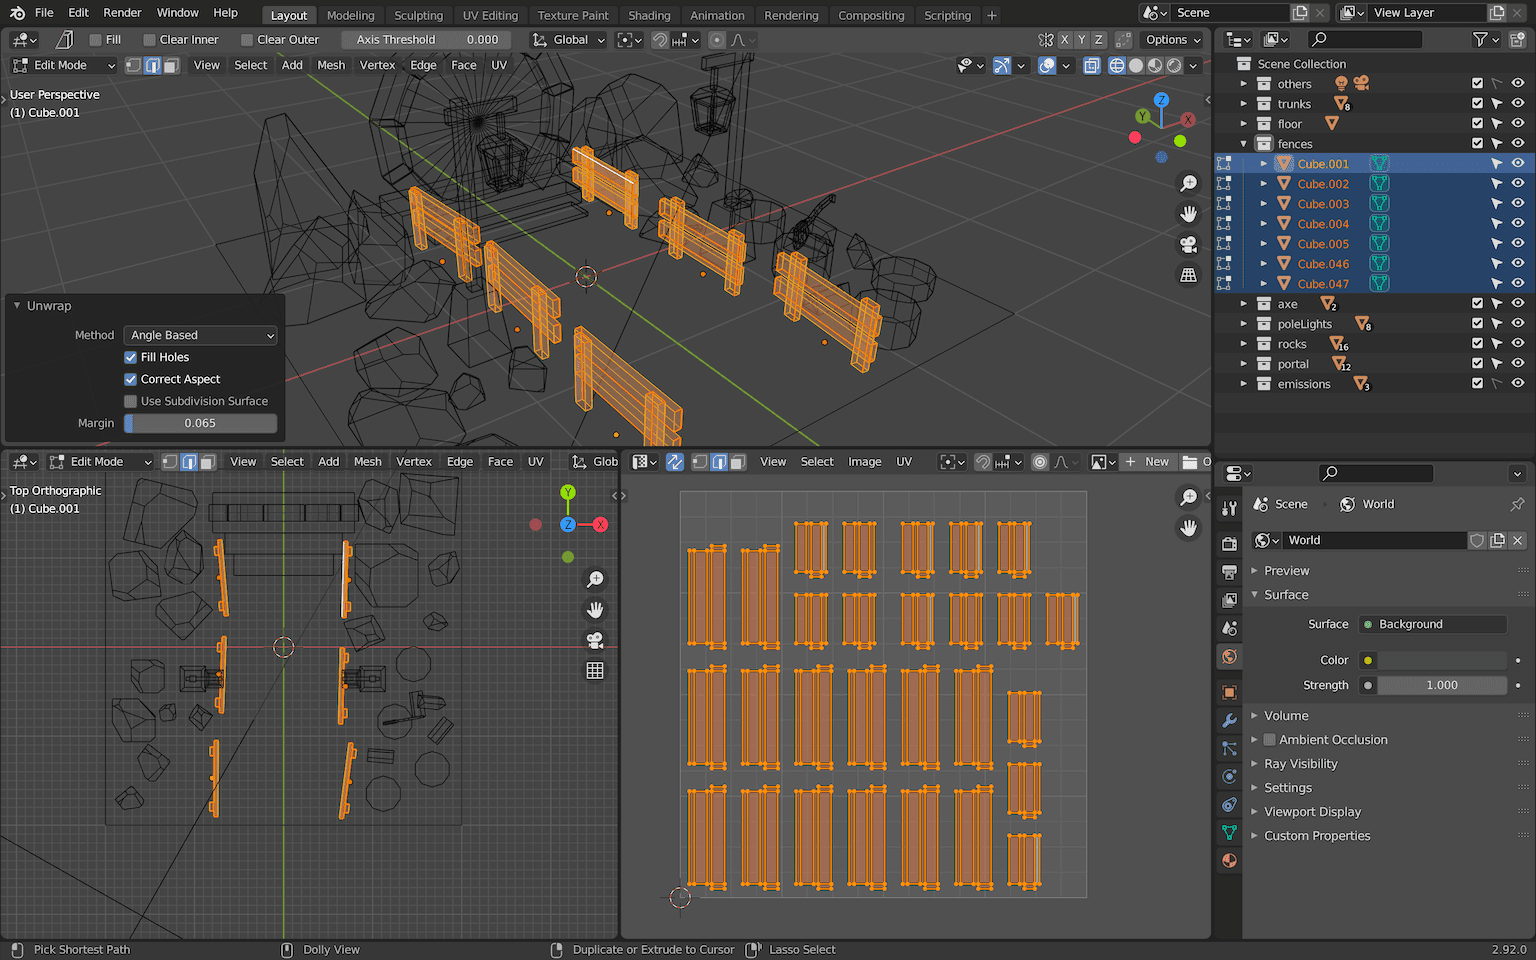 File Edit Render Window Help
Layout Modeling Sculpting UV Editing Texture Paint Shading Animation Rendering Compositing Scripting +
Scene
View Layer
Fill Clear Inner Clear Outer Axis Threshold 0.000 Global
X Y Z Options
Edit Mode View Select Add Mesh Vertex Edge Face UV
User Perspective
(1) Cube.001
Z
Y
X
Unwrap
Method Angle Based
Fill Holes
Correct Aspect
Use Subdivision Surface
Margin 0.065
Scene Collection
others
trunks 8
floor
fences
Cube.001
Cube.002
Cube.003
Cube.004
Cube.005
Cube.046
Cube.047
axe 2
poleLights 8
rocks 16
portal 12
emissions 3
Edit Mode View Select Add Mesh Vertex Edge Face UV Glob
Top Orthographic
(1) Cube.001
Y
Z X
View Select Image UV
+ New O
Scene World
World
Preview
Surface
Surface Background
Color
Strength 1.000
Volume
Ambient Occlusion
Ray Visibility
Settings
Viewport Display
Custom Properties
Pick Shortest Path Dolly View Duplicate or Extrude to Cursor Lasso Select 2.92.0